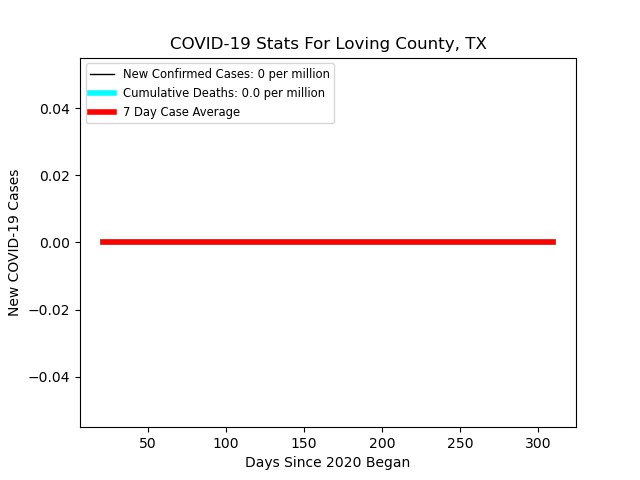 COVID-19 Stats For Loving County, TX
New Confirmed Cases: 0 per million
Cumulative Deaths: 0.0 per million
7 Day Case Average
0.04
0.02
0.00
−0.02
−0.04
New COVID-19 Cases
50 100 150 200 250 300
Days Since 2020 Began